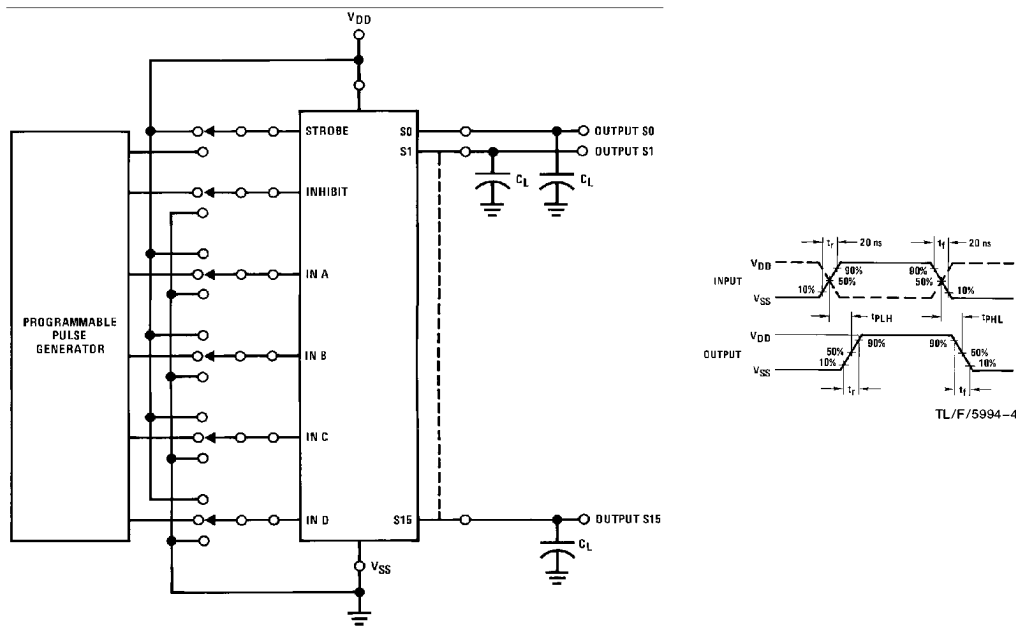 VDD
STROBE
S0
OUTPUT S0
S1
OUTPUT S1
CL
CL
INHIBIT
IN A
PROGRAMMABLE
PULSE
GENERATOR
IN B
IN C
IN D
S15
OUTPUT S15
CL
VSS
tr
20 ns
tf
20 ns
VDD
90%
90%
INPUT
50%
50%
10%
10%
VSS
tPLH
tPHL
VDD
50%
90%
90%
50%
OUTPUT
10%
10%
VSS
tr
tf
TL/F/5994–4